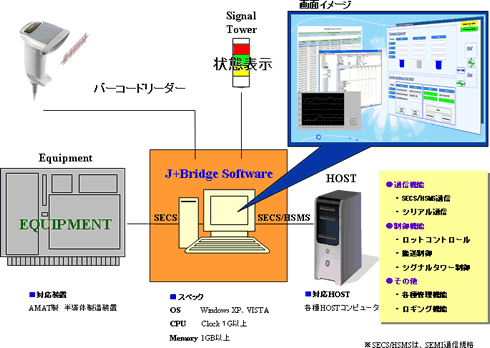 画面イメージ
Signal
Tower
状態表示
バーコードリーダー
Equipment
J+Bridge Software
HOST
EQUIPMENT
SECS
SECS/HSMS
●通信機能
・SECS/HSMS通信
・シリアル通信
●制御機能
・ロットコントロール
・搬送制御
・シグナルタワー制御
●その他
・各種管理機能
・ロギング機能
■対応装置
AMAT製 半導体製造装置
■スペック
OS Windows XP、VISTA
CPU Clock 1G以上
Memory 1GB以上
■対応HOST
各種HOSTコンピュータ
※SECS/HSMSは、SEMI通信規格